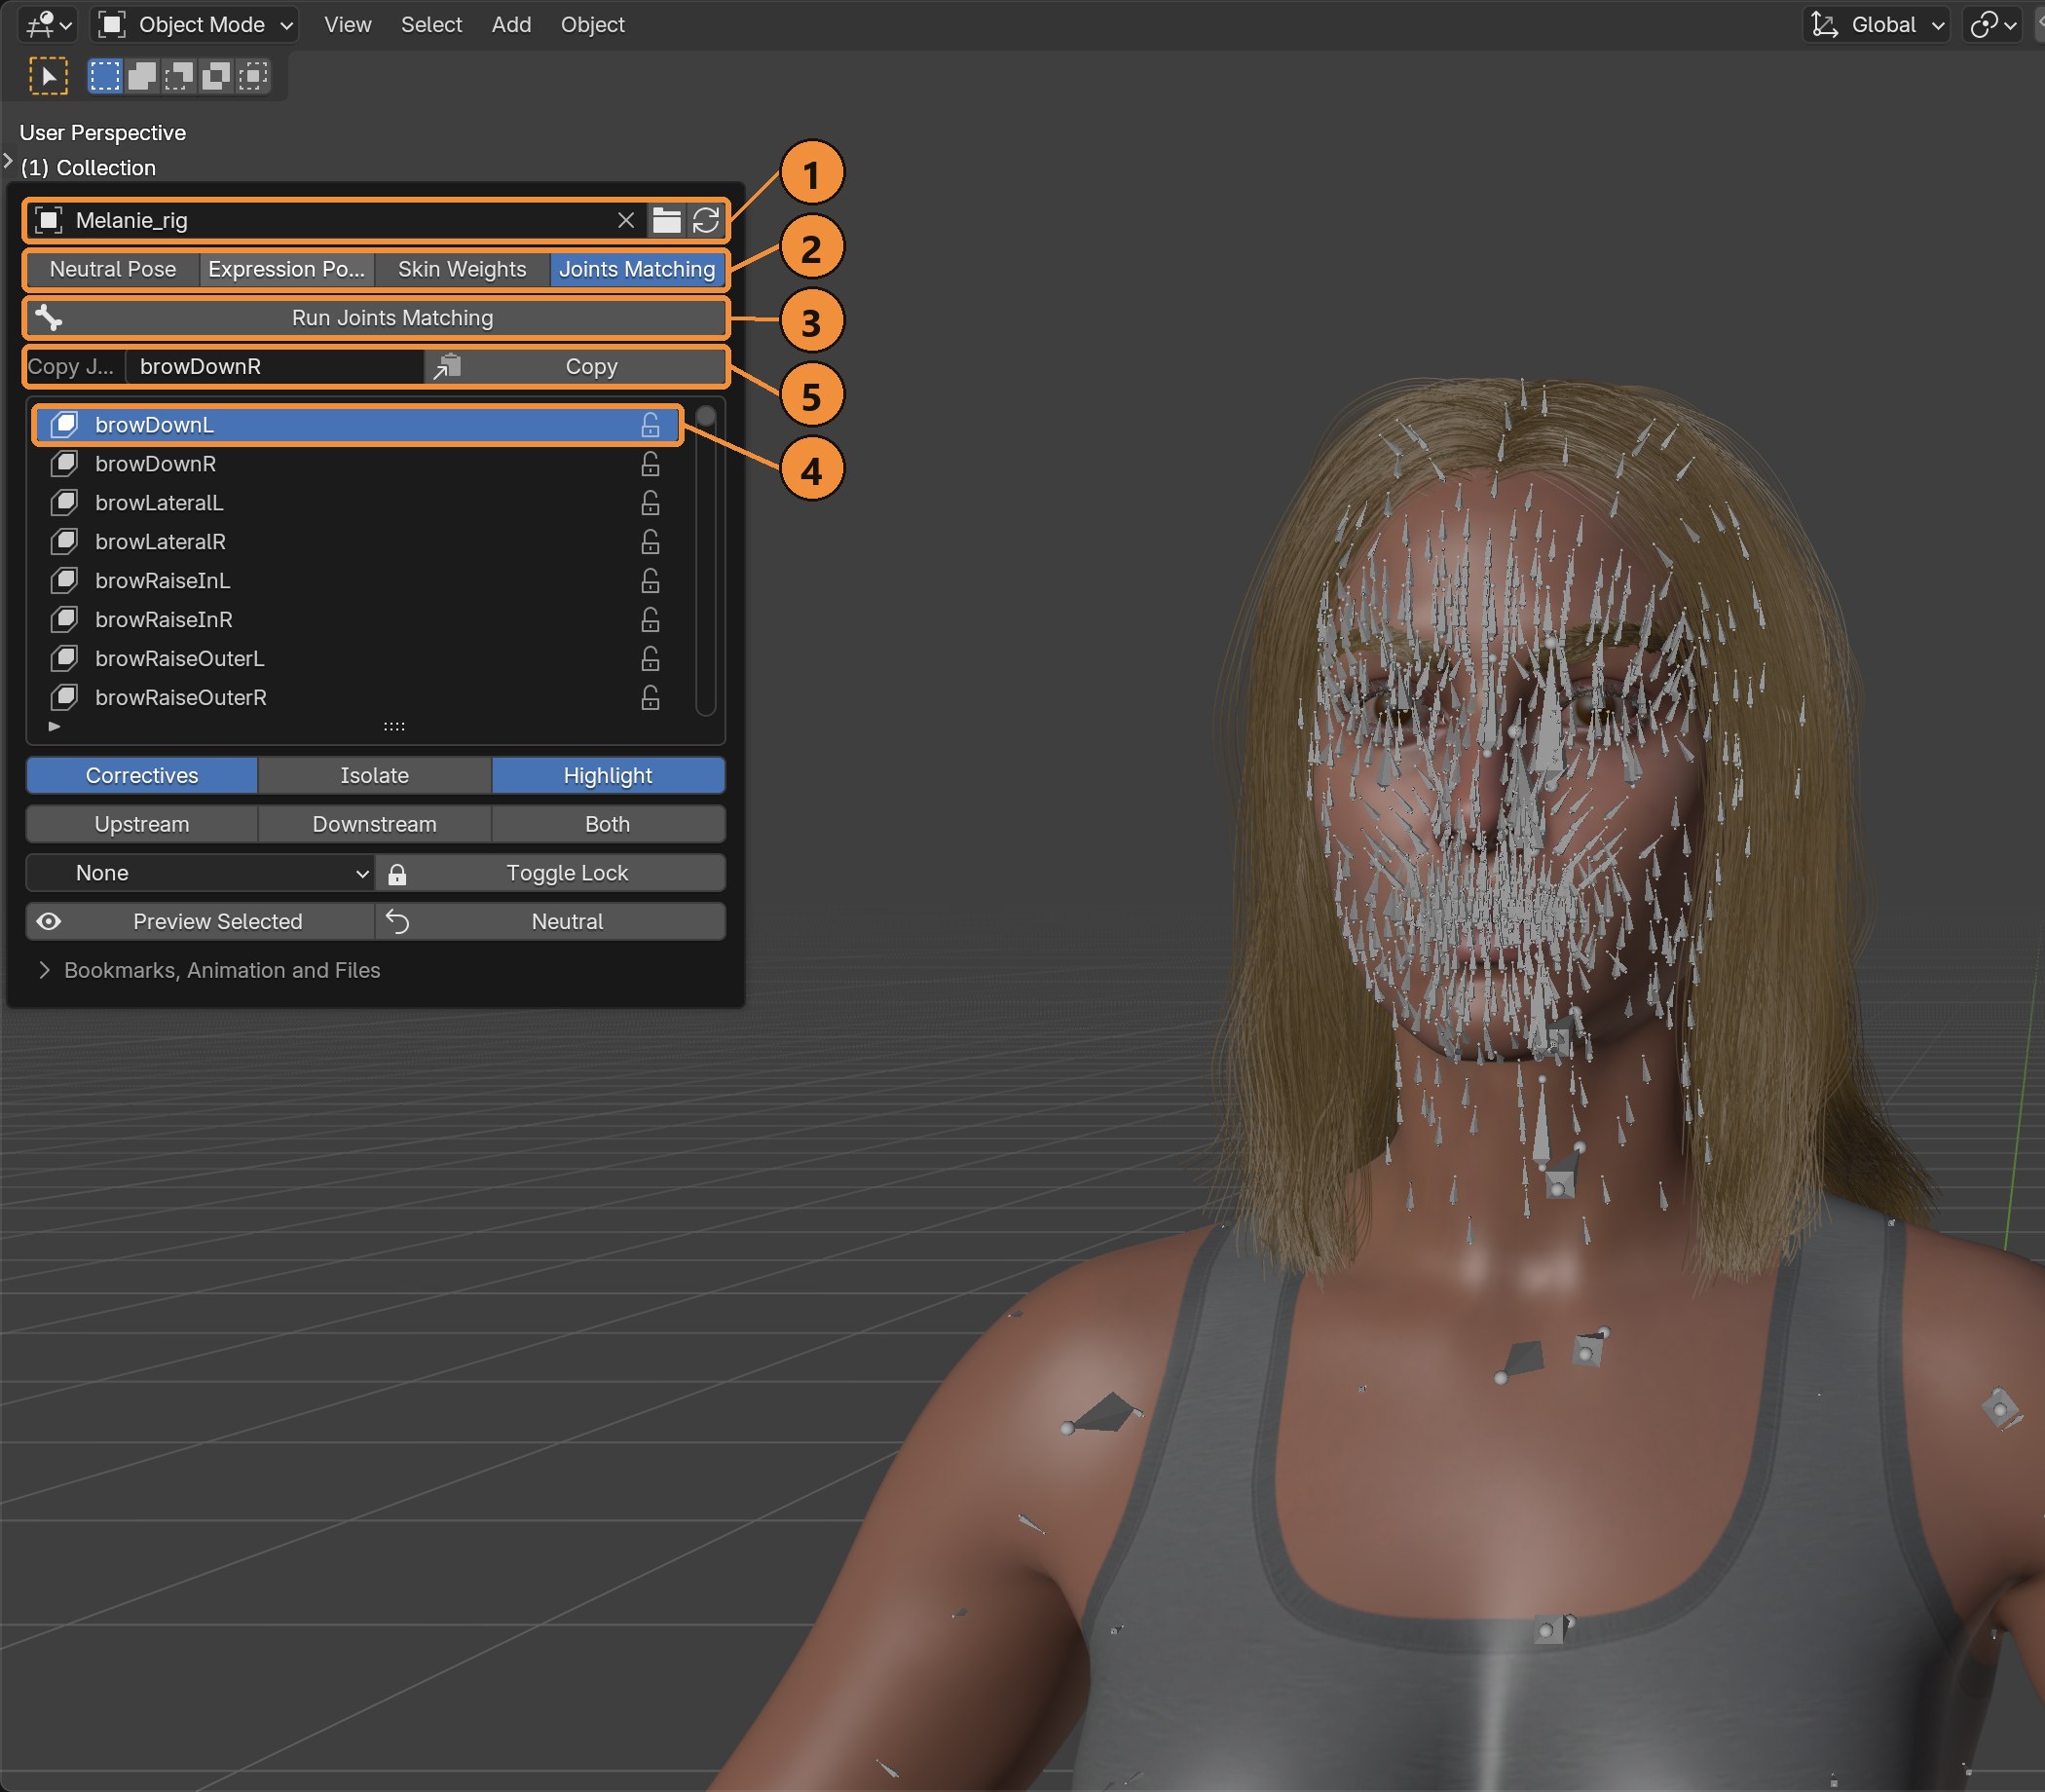 Object Mode View Select Add Object Global
User Perspective
(1) Collection
1
Melanie_rig
2
Neutral Pose Expression Po... Skin Weights Joints Matching
Run Joints Matching
3
Copy J... browDownR Copy
5
browDownL
4
browDownR
browLateralL
browLateralR
browRaiseInL
browRaiseInR
browRaiseOuterL
browRaiseOuterR
Correctives Isolate Highlight
Upstream Downstream Both
None Toggle Lock
Preview Selected Neutral
Bookmarks, Animation and Files